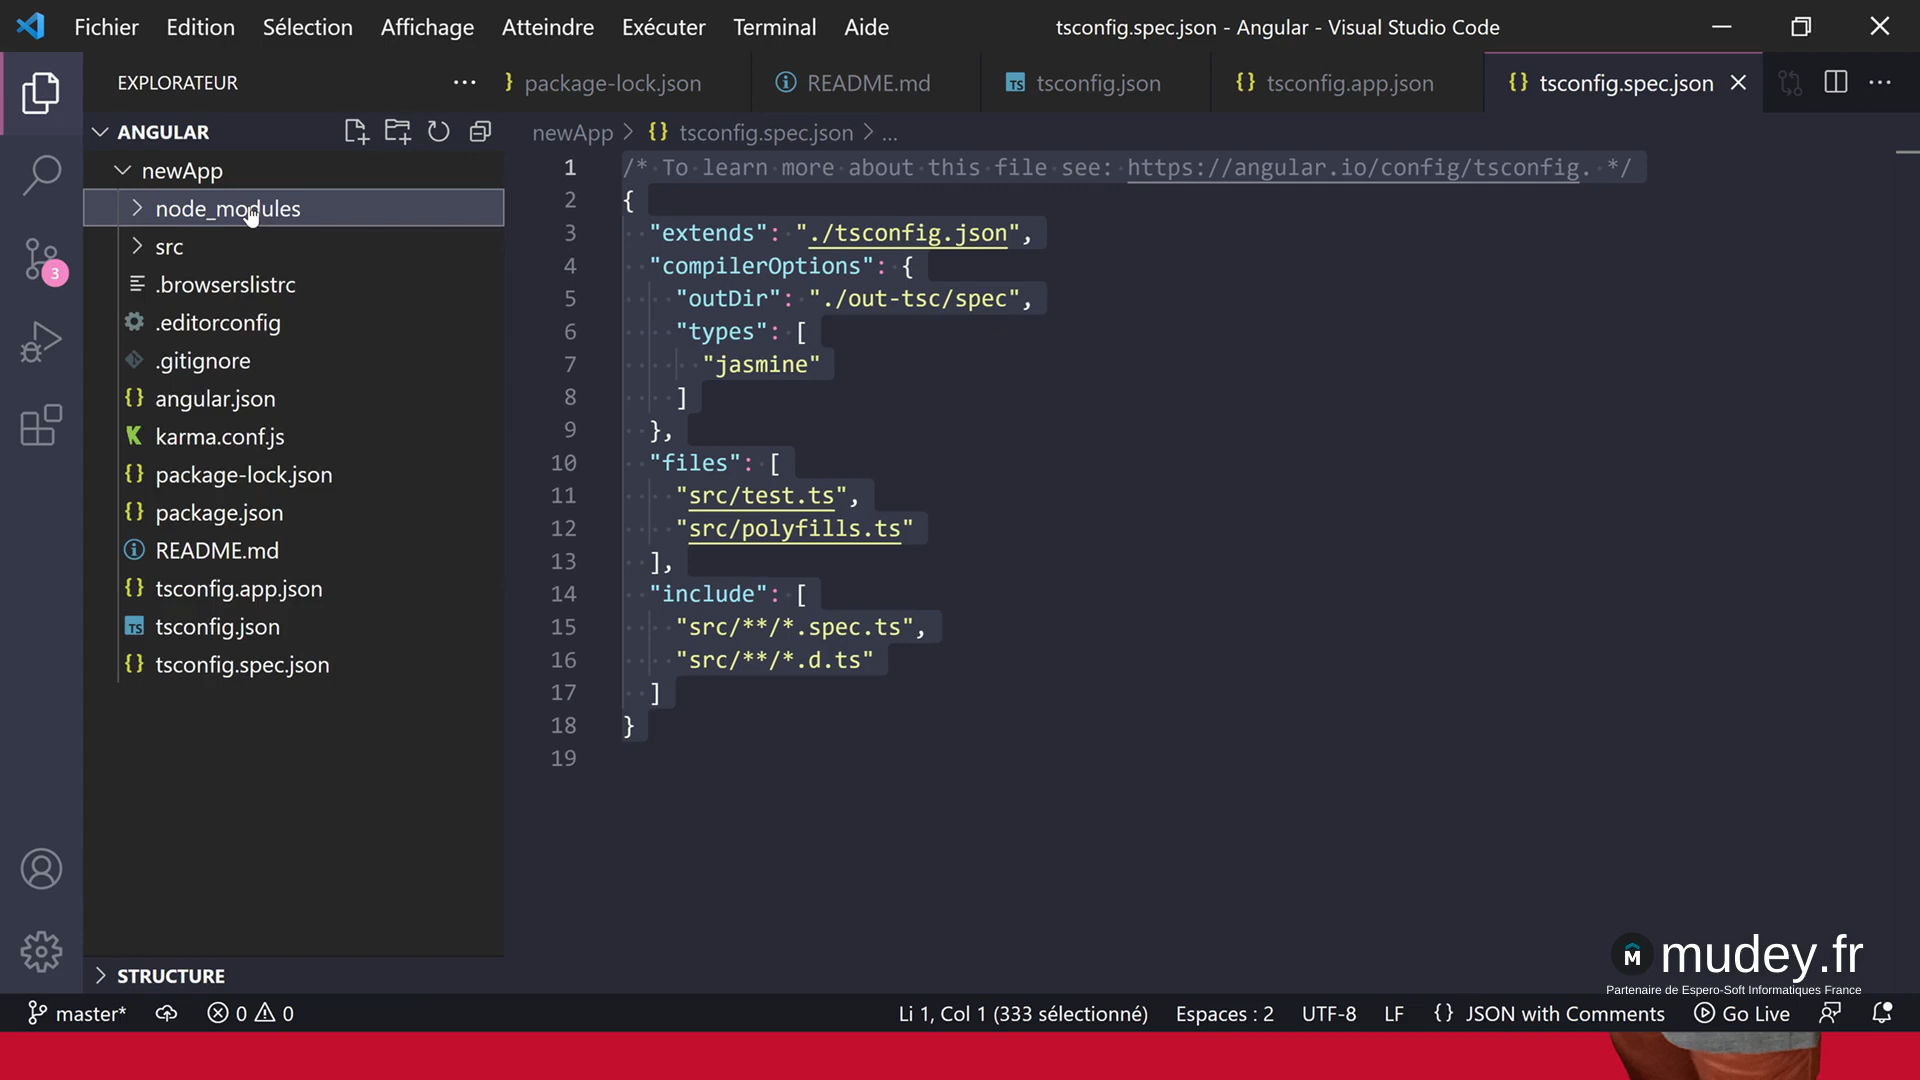 Fichier Edition Sélection Affichage Atteindre Exécuter Terminal Aide tsconfig.spec.json - Angular - Visual Studio Code
EXPLORATEUR
} package-lock.json README.md TS tsconfig.json {} tsconfig.app.json {} tsconfig.spec.json
ANGULAR
newApp > {} tsconfig.spec.json > ...
newApp
node_modules
src
.browserslistrc
.editorconfig
.gitignore
{} angular.json
karma.conf.js
{} package-lock.json
{} package.json
README.md
{} tsconfig.app.json
TS tsconfig.json
{} tsconfig.spec.json
3
STRUCTURE
1 /* To learn more about this file see: https://angular.io/config/tsconfig. */
2 {
3 "extends": "./tsconfig.json",
4 "compilerOptions": {
5 "outDir": "./out-tsc/spec",
6 "types": [
7 "jasmine"
8 ]
9 },
10 "files": [
11 "src/test.ts",
12 "src/polyfills.ts"
13 ],
14 "include": [
15 "src/**/*.spec.ts",
16 "src/**/*.d.ts"
17 ]
18 }
19
M mudey.fr
Partenaire de Espero-Soft Informatiques France
master* 0 0 Li 1, Col 1 (333 sélectionné) Espaces : 2 UTF-8 LF {} JSON with Comments Go Live